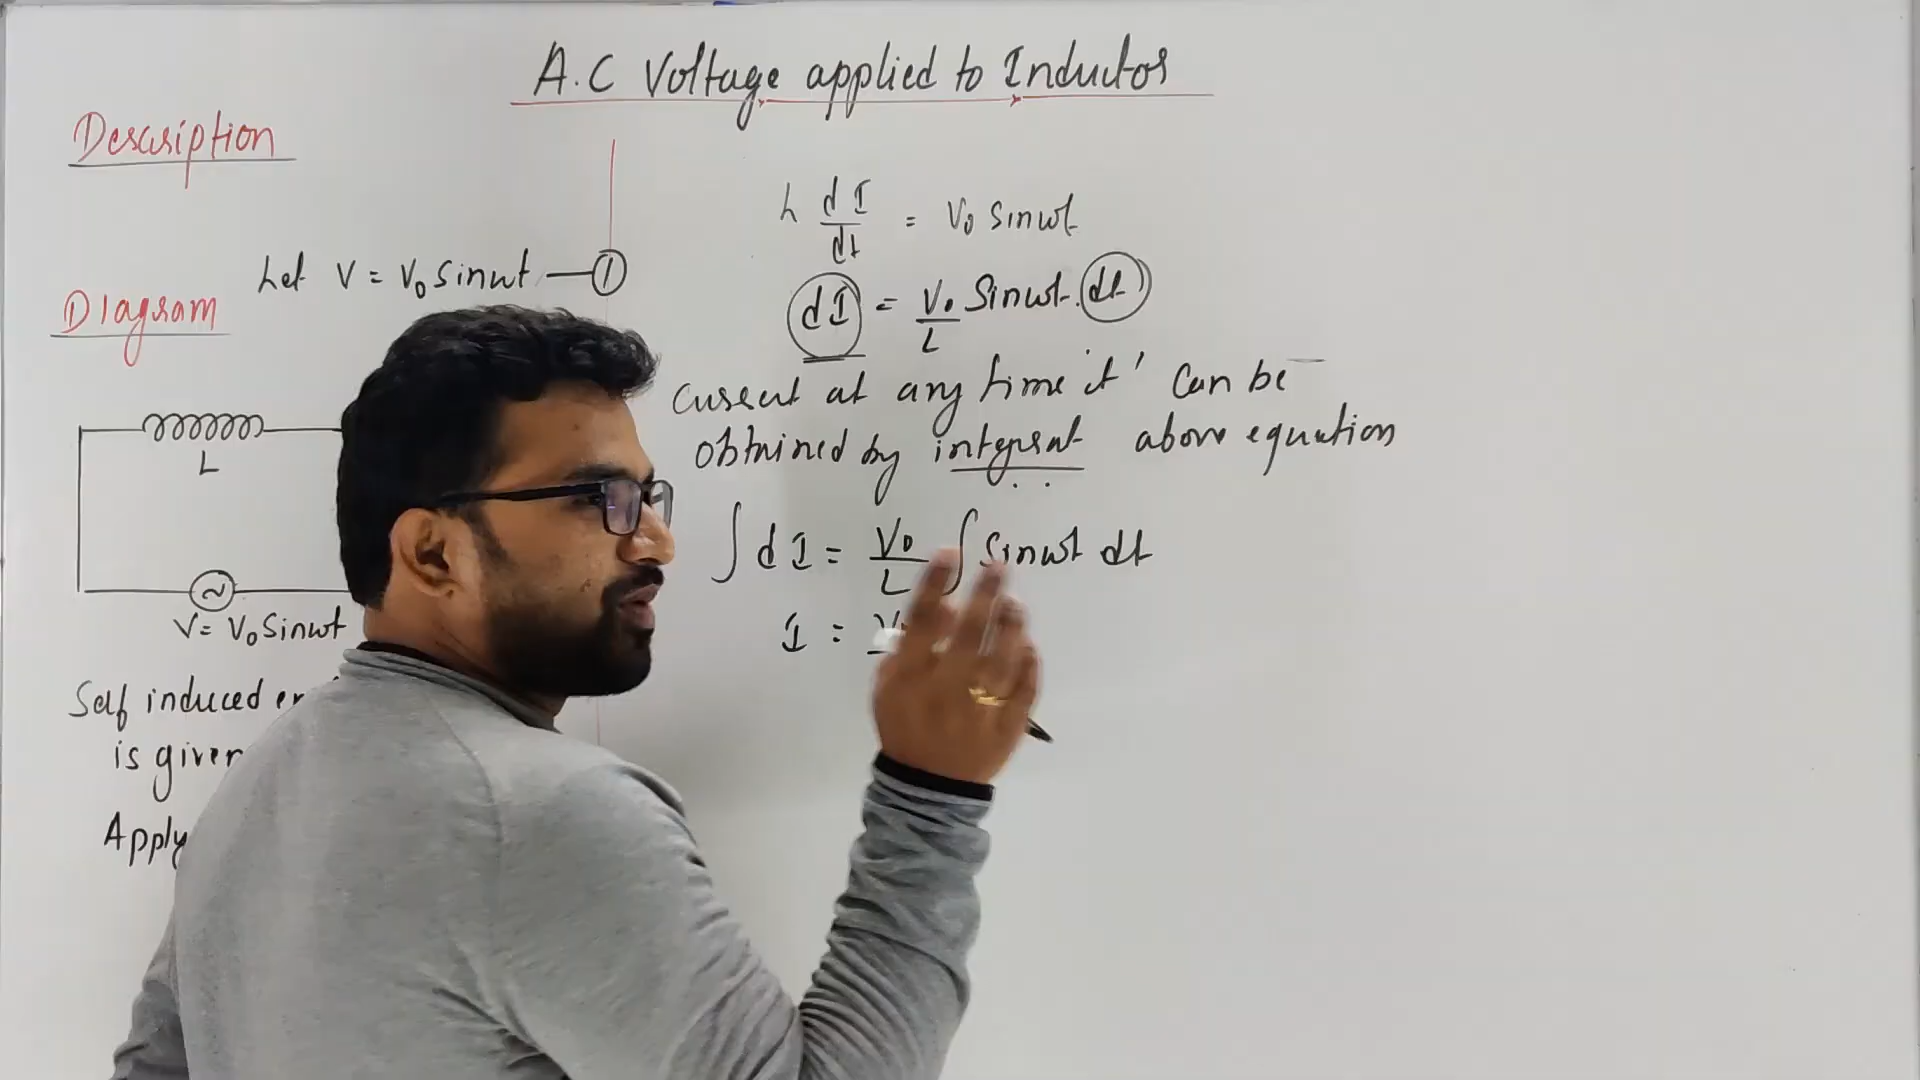 A.C Voltage applied to Inductor
Description
Let V = V₀ sinωt —①
Diagram
L
~
V = V₀ sinωt
Self induced
is given
Apply
L dI/dt = V₀ sinωt
dI = V₀/L Sinωt. dt
Current at any time 't' can be
obtained by integrat above equation
∫ dI = V₀/L ∫ sinωt dt
I =